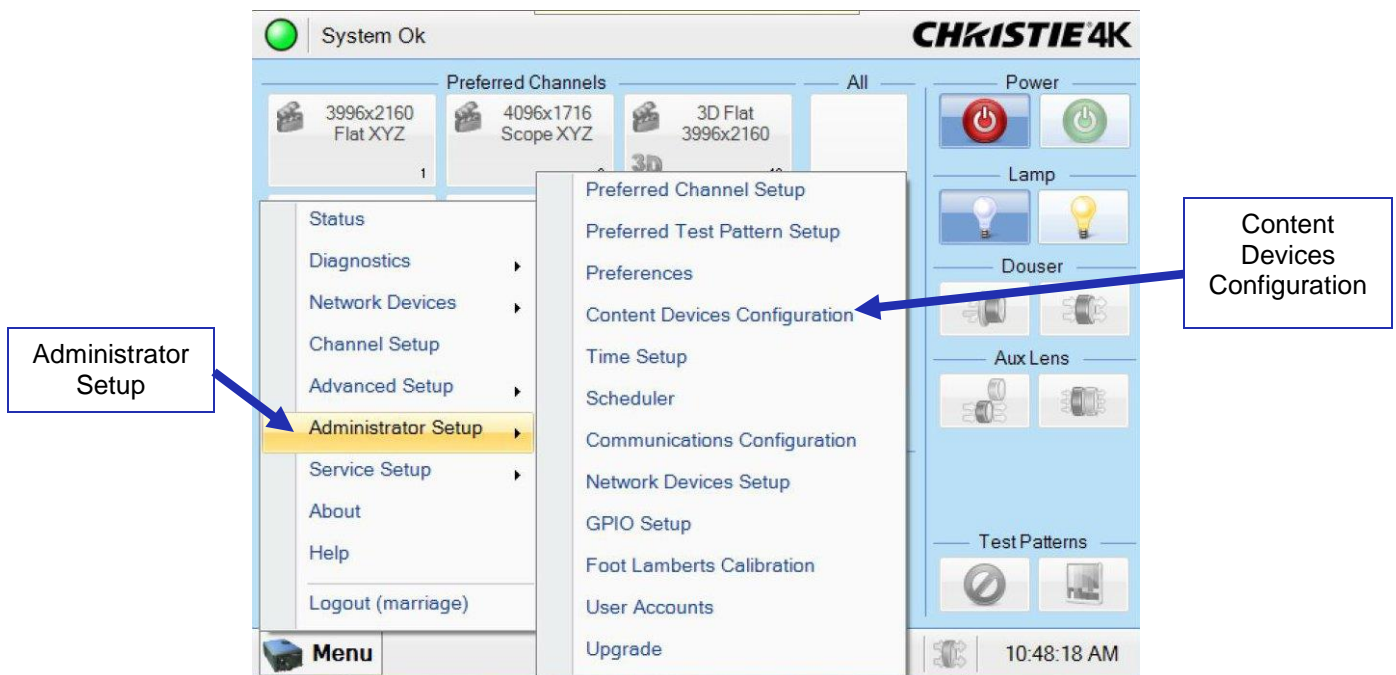 System Ok
CHRISTIE 4K
Preferred Channels
All
Power
3996x2160
Flat XYZ
1
4096x1716
Scope XYZ
3D Flat
3996x2160
3D
Lamp
Douser
Aux Lens
Test Patterns
Status
Diagnostics
Network Devices
Channel Setup
Advanced Setup
Administrator Setup
Service Setup
About
Help
Logout (marriage)
Preferred Channel Setup
Preferred Test Pattern Setup
Preferences
Content Devices Configuration
Time Setup
Scheduler
Communications Configuration
Network Devices Setup
GPIO Setup
Foot Lamberts Calibration
User Accounts
Upgrade
Menu
10:48:18 AM
Administrator
Setup
Content
Devices
Configuration